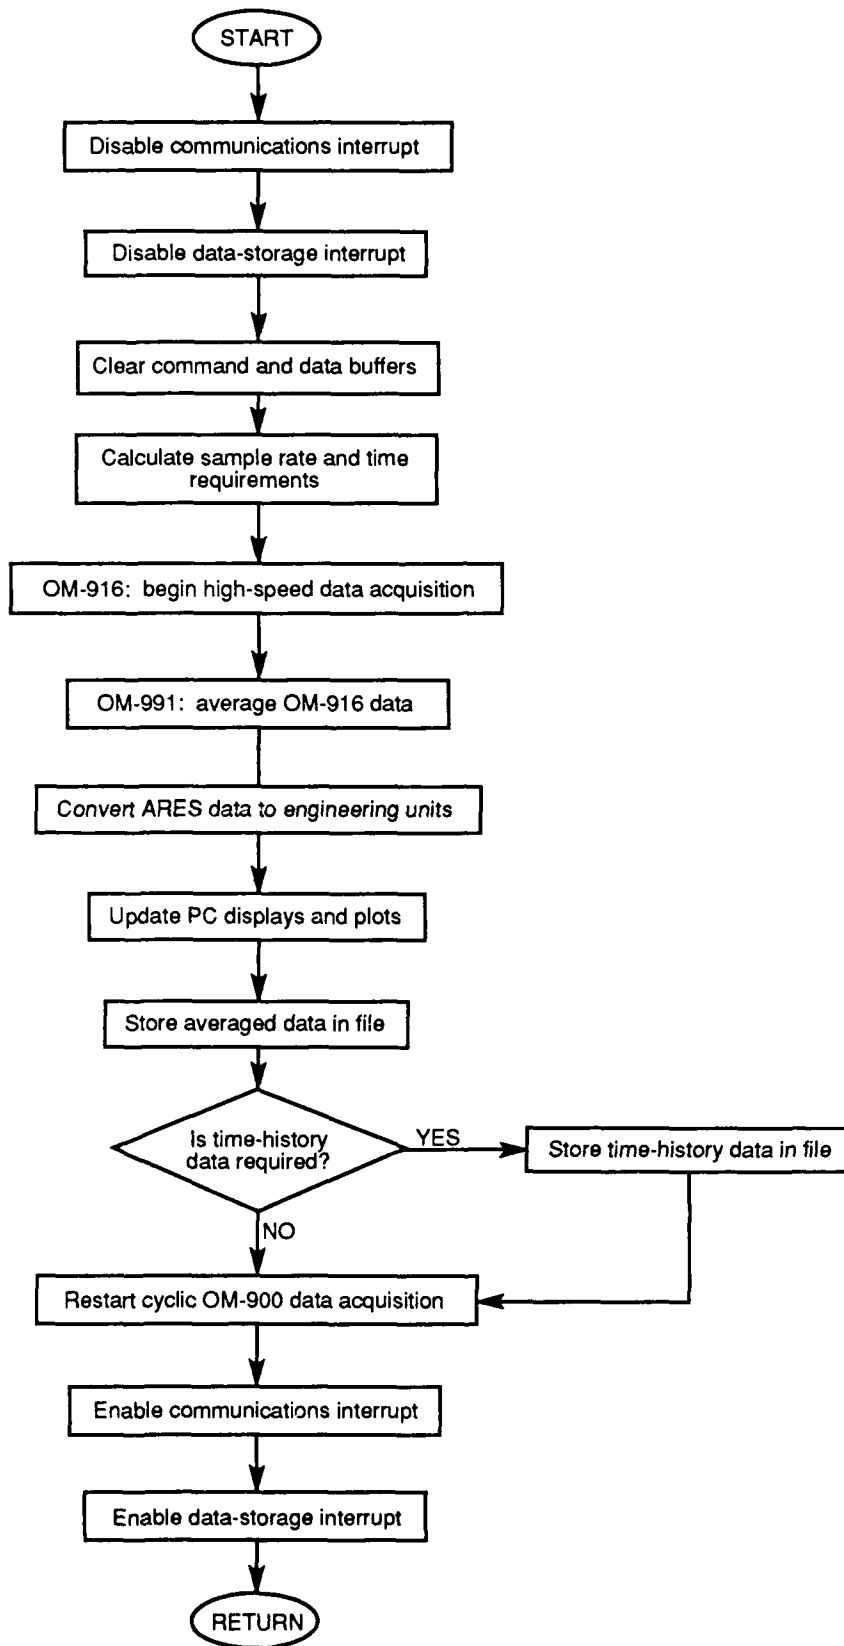 START
Disable communications interrupt
Disable data-storage interrupt
Clear command and data buffers
Calculate sample rate and time
requirements
OM-916: begin high-speed data acquisition
OM-991: average OM-916 data
Convert ARES data to engineering units
Update PC displays and plots
Store averaged data in file
Is time-history
data required?
YES
Store time-history data in file
NO
Restart cyclic OM-900 data acquisition
Enable communications interrupt
Enable data-storage interrupt
RETURN